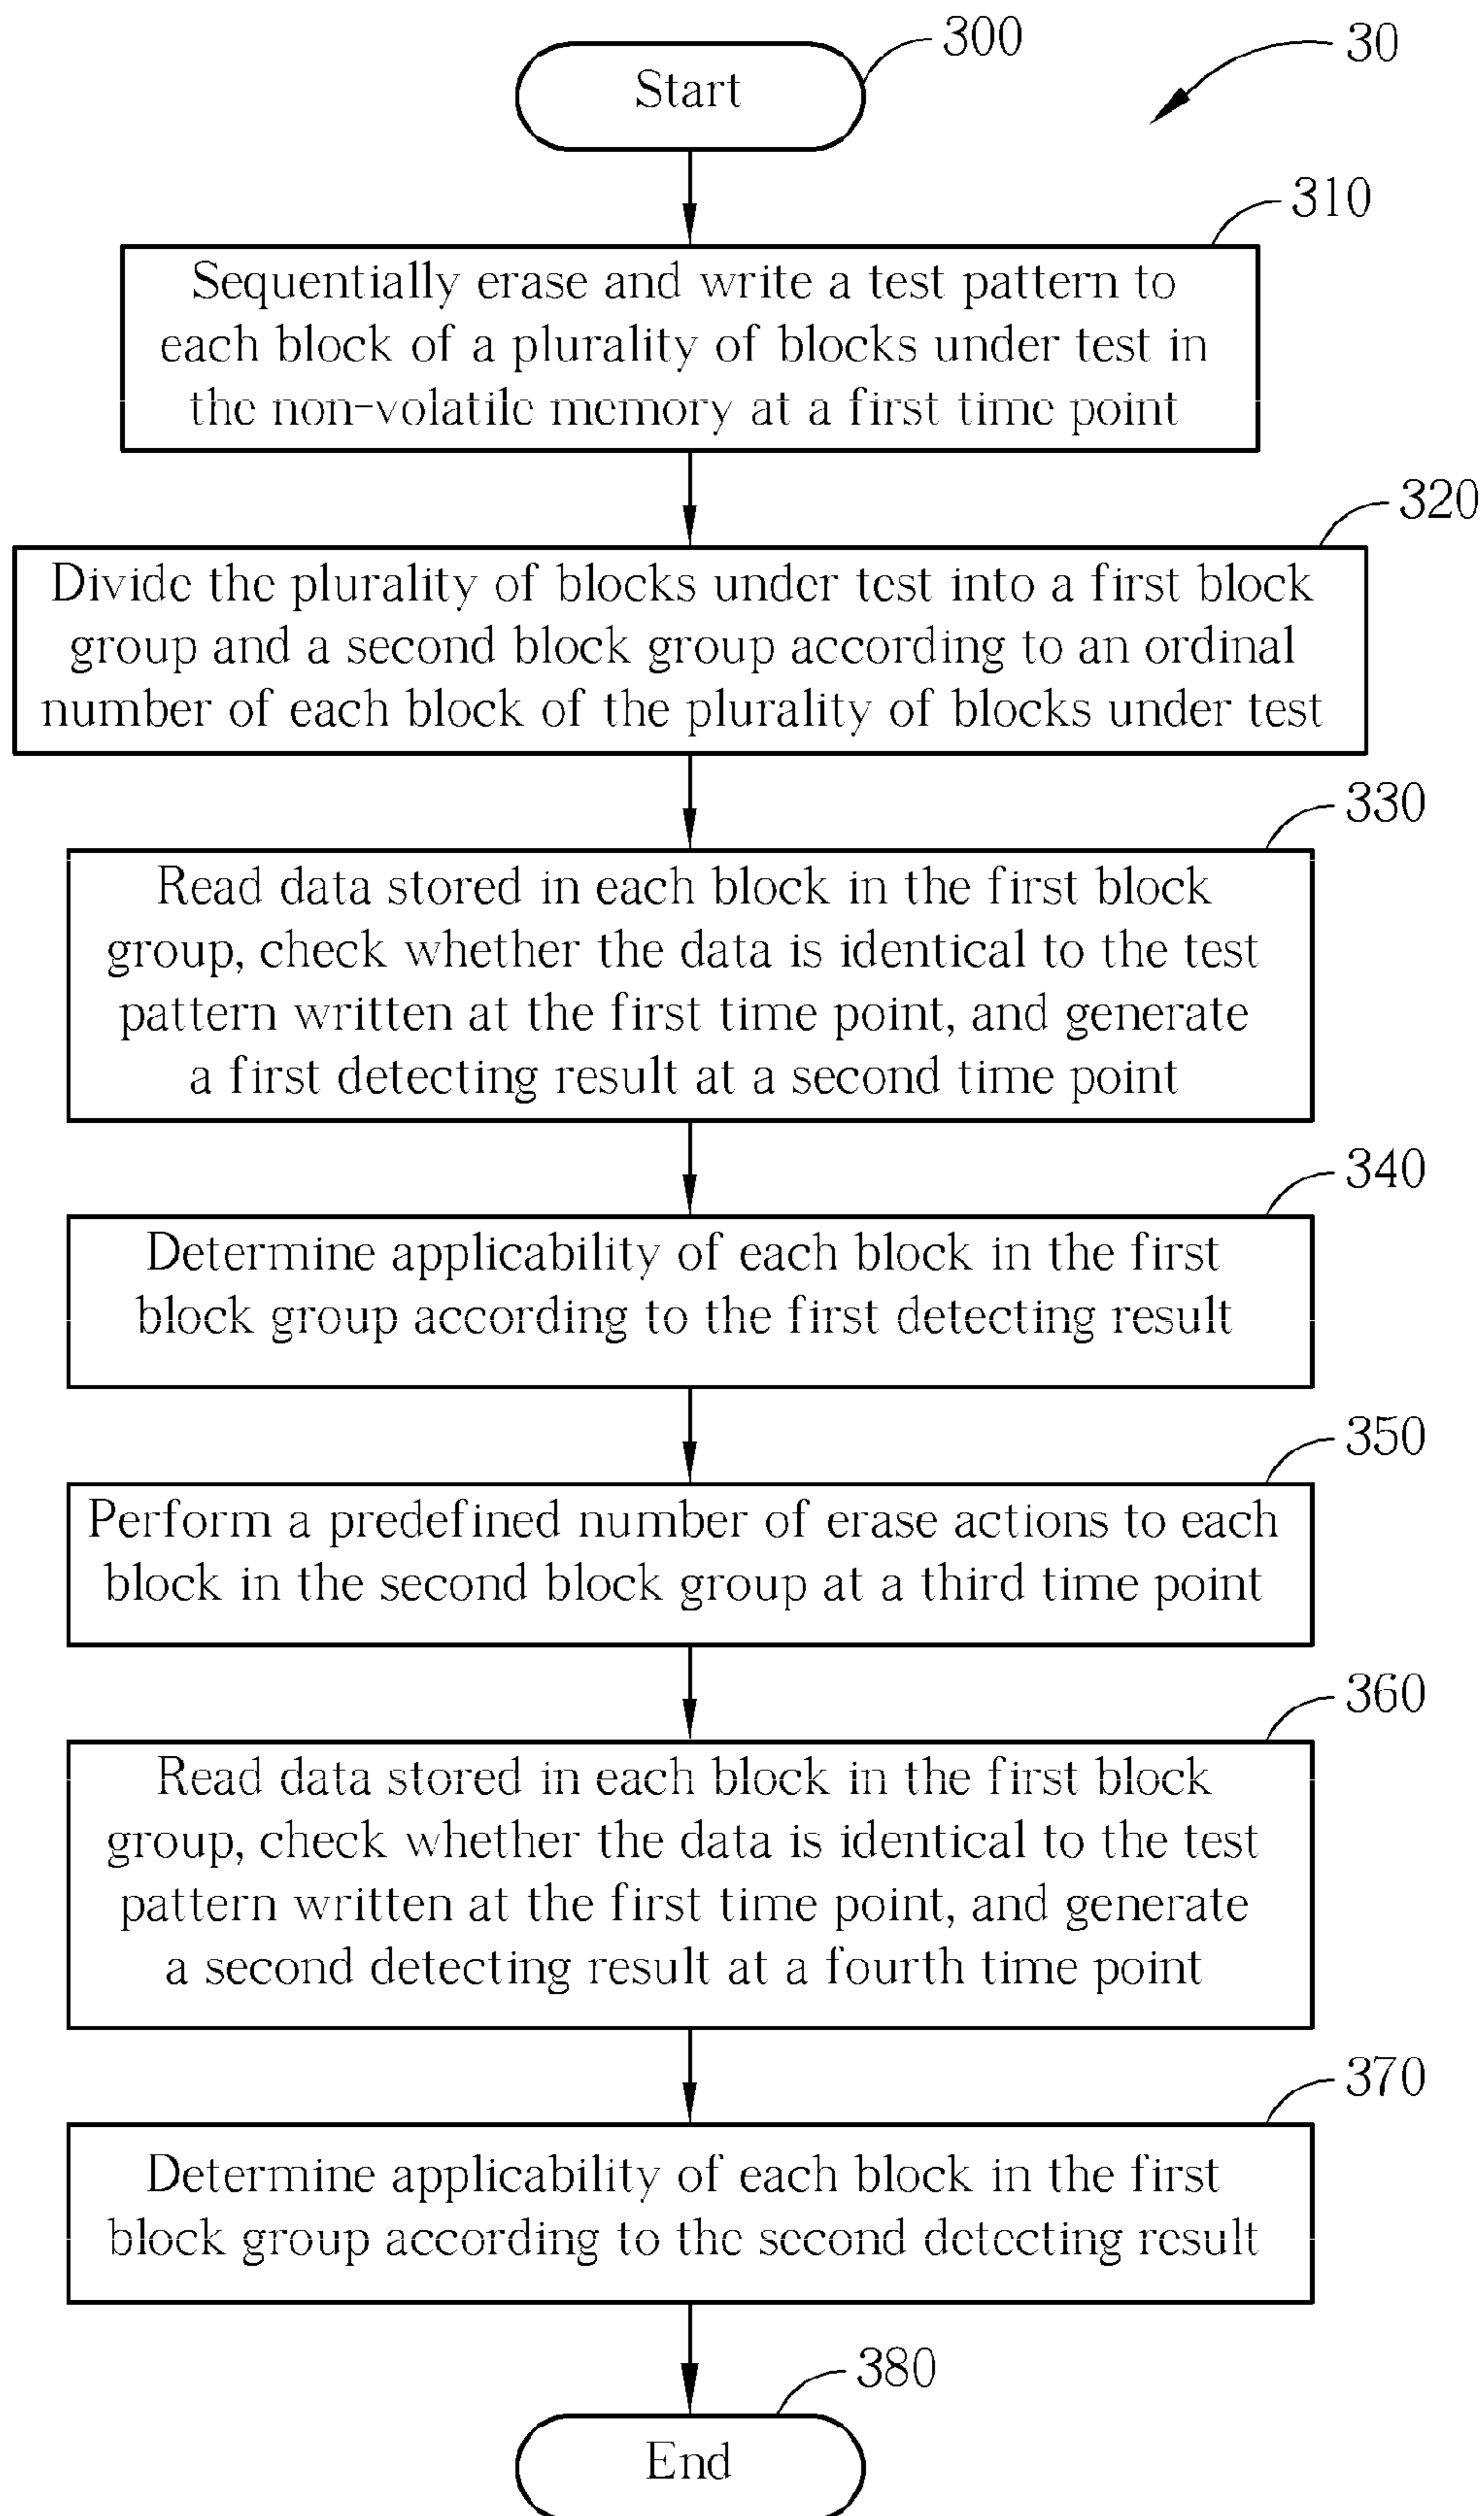 300
30
Start
310
Sequentially erase and write a test pattern to
each block of a plurality of blocks under test in
the non-volatile memory at a first time point
320
Divide the plurality of blocks under test into a first block
group and a second block group according to an ordinal
number of each block of the plurality of blocks under test
330
Read data stored in each block in the first block
group, check whether the data is identical to the test
pattern written at the first time point, and generate
a first detecting result at a second time point
340
Determine applicability of each block in the first
block group according to the first detecting result
350
Perform a predefined number of erase actions to each
block in the second block group at a third time point
360
Read data stored in each block in the first block
group, check whether the data is identical to the test
pattern written at the first time point, and generate
a second detecting result at a fourth time point
370
Determine applicability of each block in the first
block group according to the second detecting result
380
End